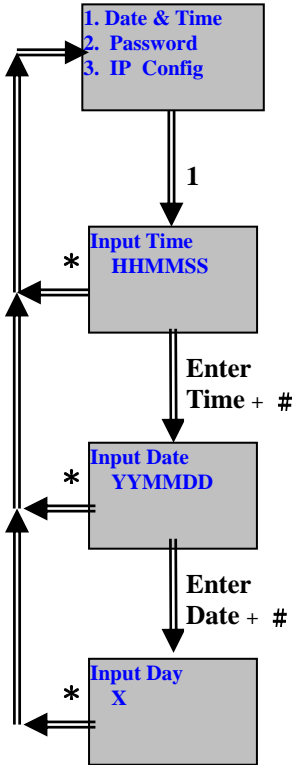 1. Date & Time
2. Password
3. IP Config
1
Input Time
HHMMSS
*
Enter
Time + #
Input Date
YYMMDD
*
Enter
Date + #
Input Day
X
*